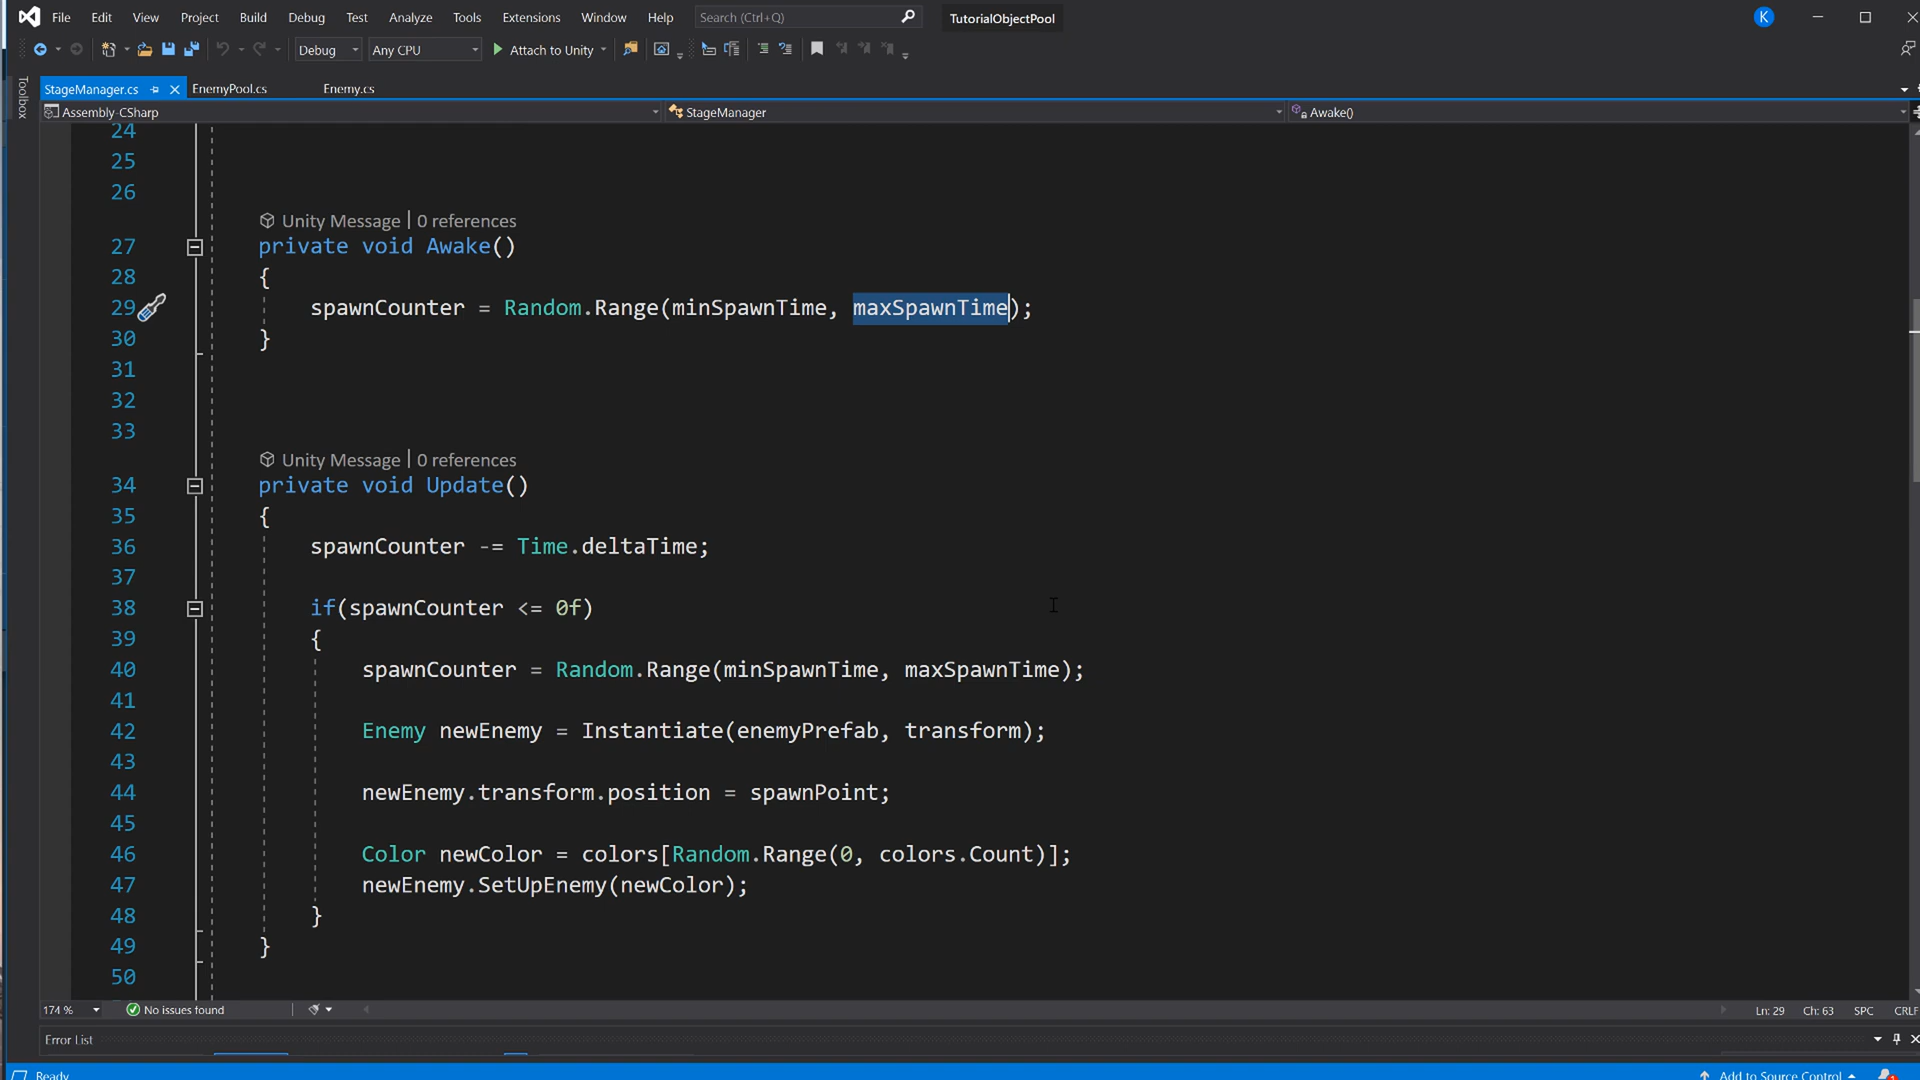 File Edit View Project Build Debug Test Analyze Tools Extensions Window Help Search (Ctrl+Q) TutorialObjectPool K
Debug Any CPU Attach to Unity
Toolbox
StageManager.cs EnemyPool.cs Enemy.cs
Assembly-CSharp StageManager Awake()
24
25
26
Unity Message | 0 references
27 private void Awake()
28 {
29 spawnCounter = Random.Range(minSpawnTime, maxSpawnTime);
30 }
31
32
33
Unity Message | 0 references
34 private void Update()
35 {
36 spawnCounter -= Time.deltaTime;
37
38 if(spawnCounter <= 0f)
39 {
40 spawnCounter = Random.Range(minSpawnTime, maxSpawnTime);
41
42 Enemy newEnemy = Instantiate(enemyPrefab, transform);
43
44 newEnemy.transform.position = spawnPoint;
45
46 Color newColor = colors[Random.Range(0, colors.Count)];
47 newEnemy.SetUpEnemy(newColor);
48 }
49 }
50
174 % No issues found Ln: 29 Ch: 63 SPC CRLF
Error List
Ready Add to Source Control